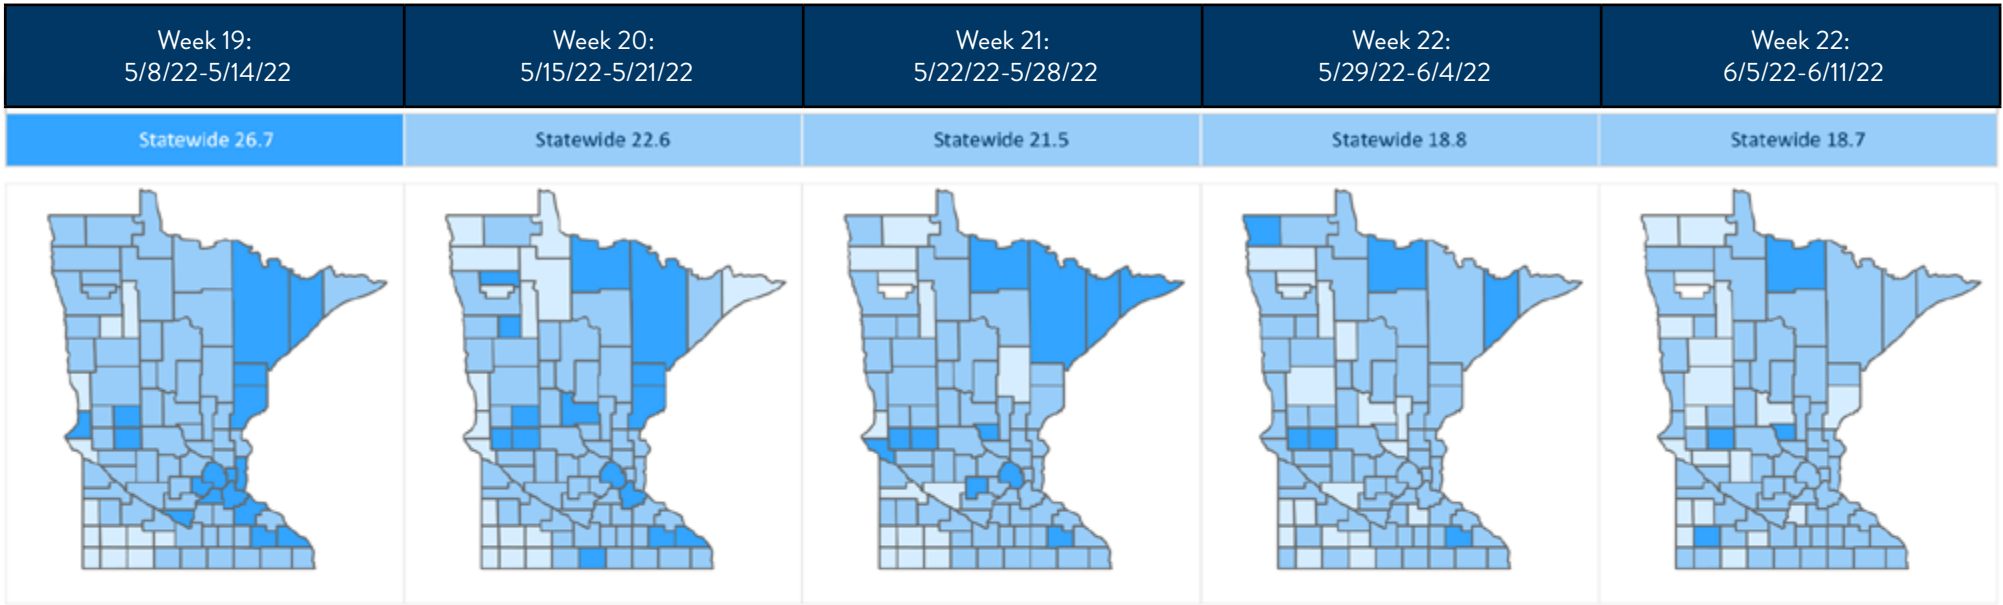 Week 19:
5/8/22-5/14/22
Week 20:
5/15/22-5/21/22
Week 21:
5/22/22-5/28/22
Week 22:
5/29/22-6/4/22
Week 22:
6/5/22-6/11/22
Statewide 26.7
Statewide 22.6
Statewide 21.5
Statewide 18.8
Statewide 18.7